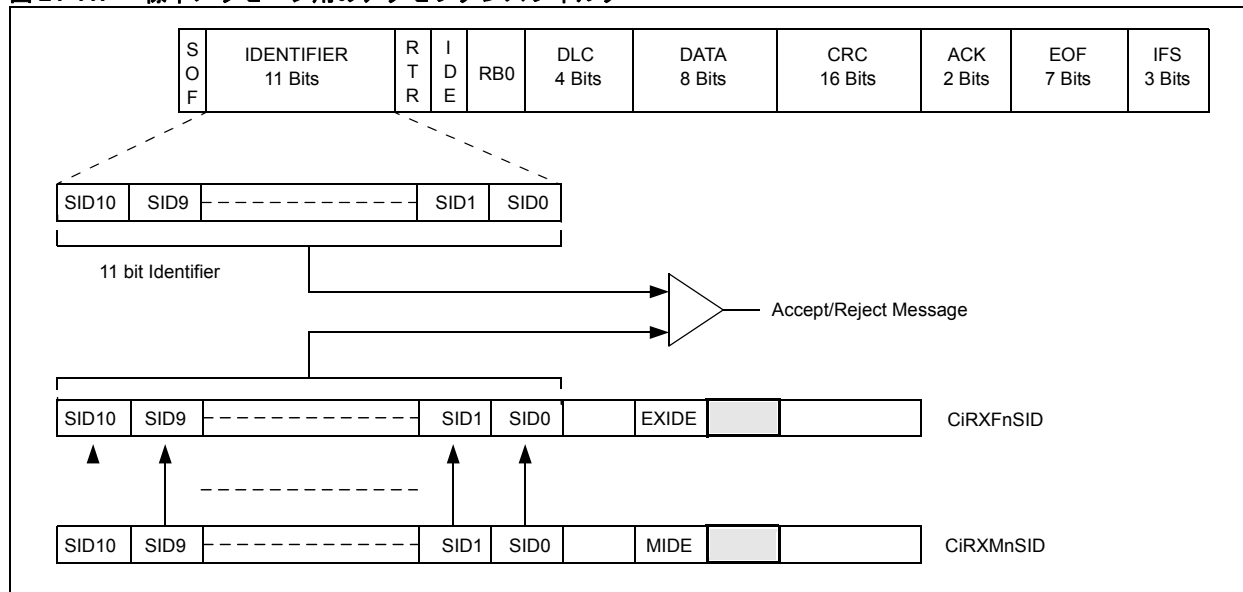 S
O
F
IDENTIFIER
11 Bits
R
T
R
I
D
E
RB0
DLC
4 Bits
DATA
8 Bits
CRC
16 Bits
ACK
2 Bits
EOF
7 Bits
IFS
3 Bits
SID10 SID9 SID1 SID0
11 bit Identifier
Accept/Reject Message
SID10 SID9 SID1 SID0 EXIDE CiRXFnSID
SID10 SID9 SID1 SID0 MIDE CiRXMnSID